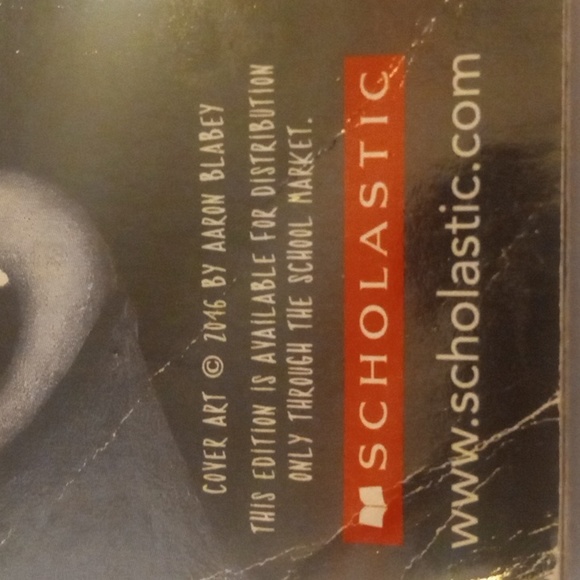 COVER ART © 2016 BY AARON BLABEY
THIS EDITION IS AVAILABLE FOR DISTRIBUTION
ONLY THROUGH THE SCHOOL MARKET.
SCHOLASTIC
www.scholastic.com